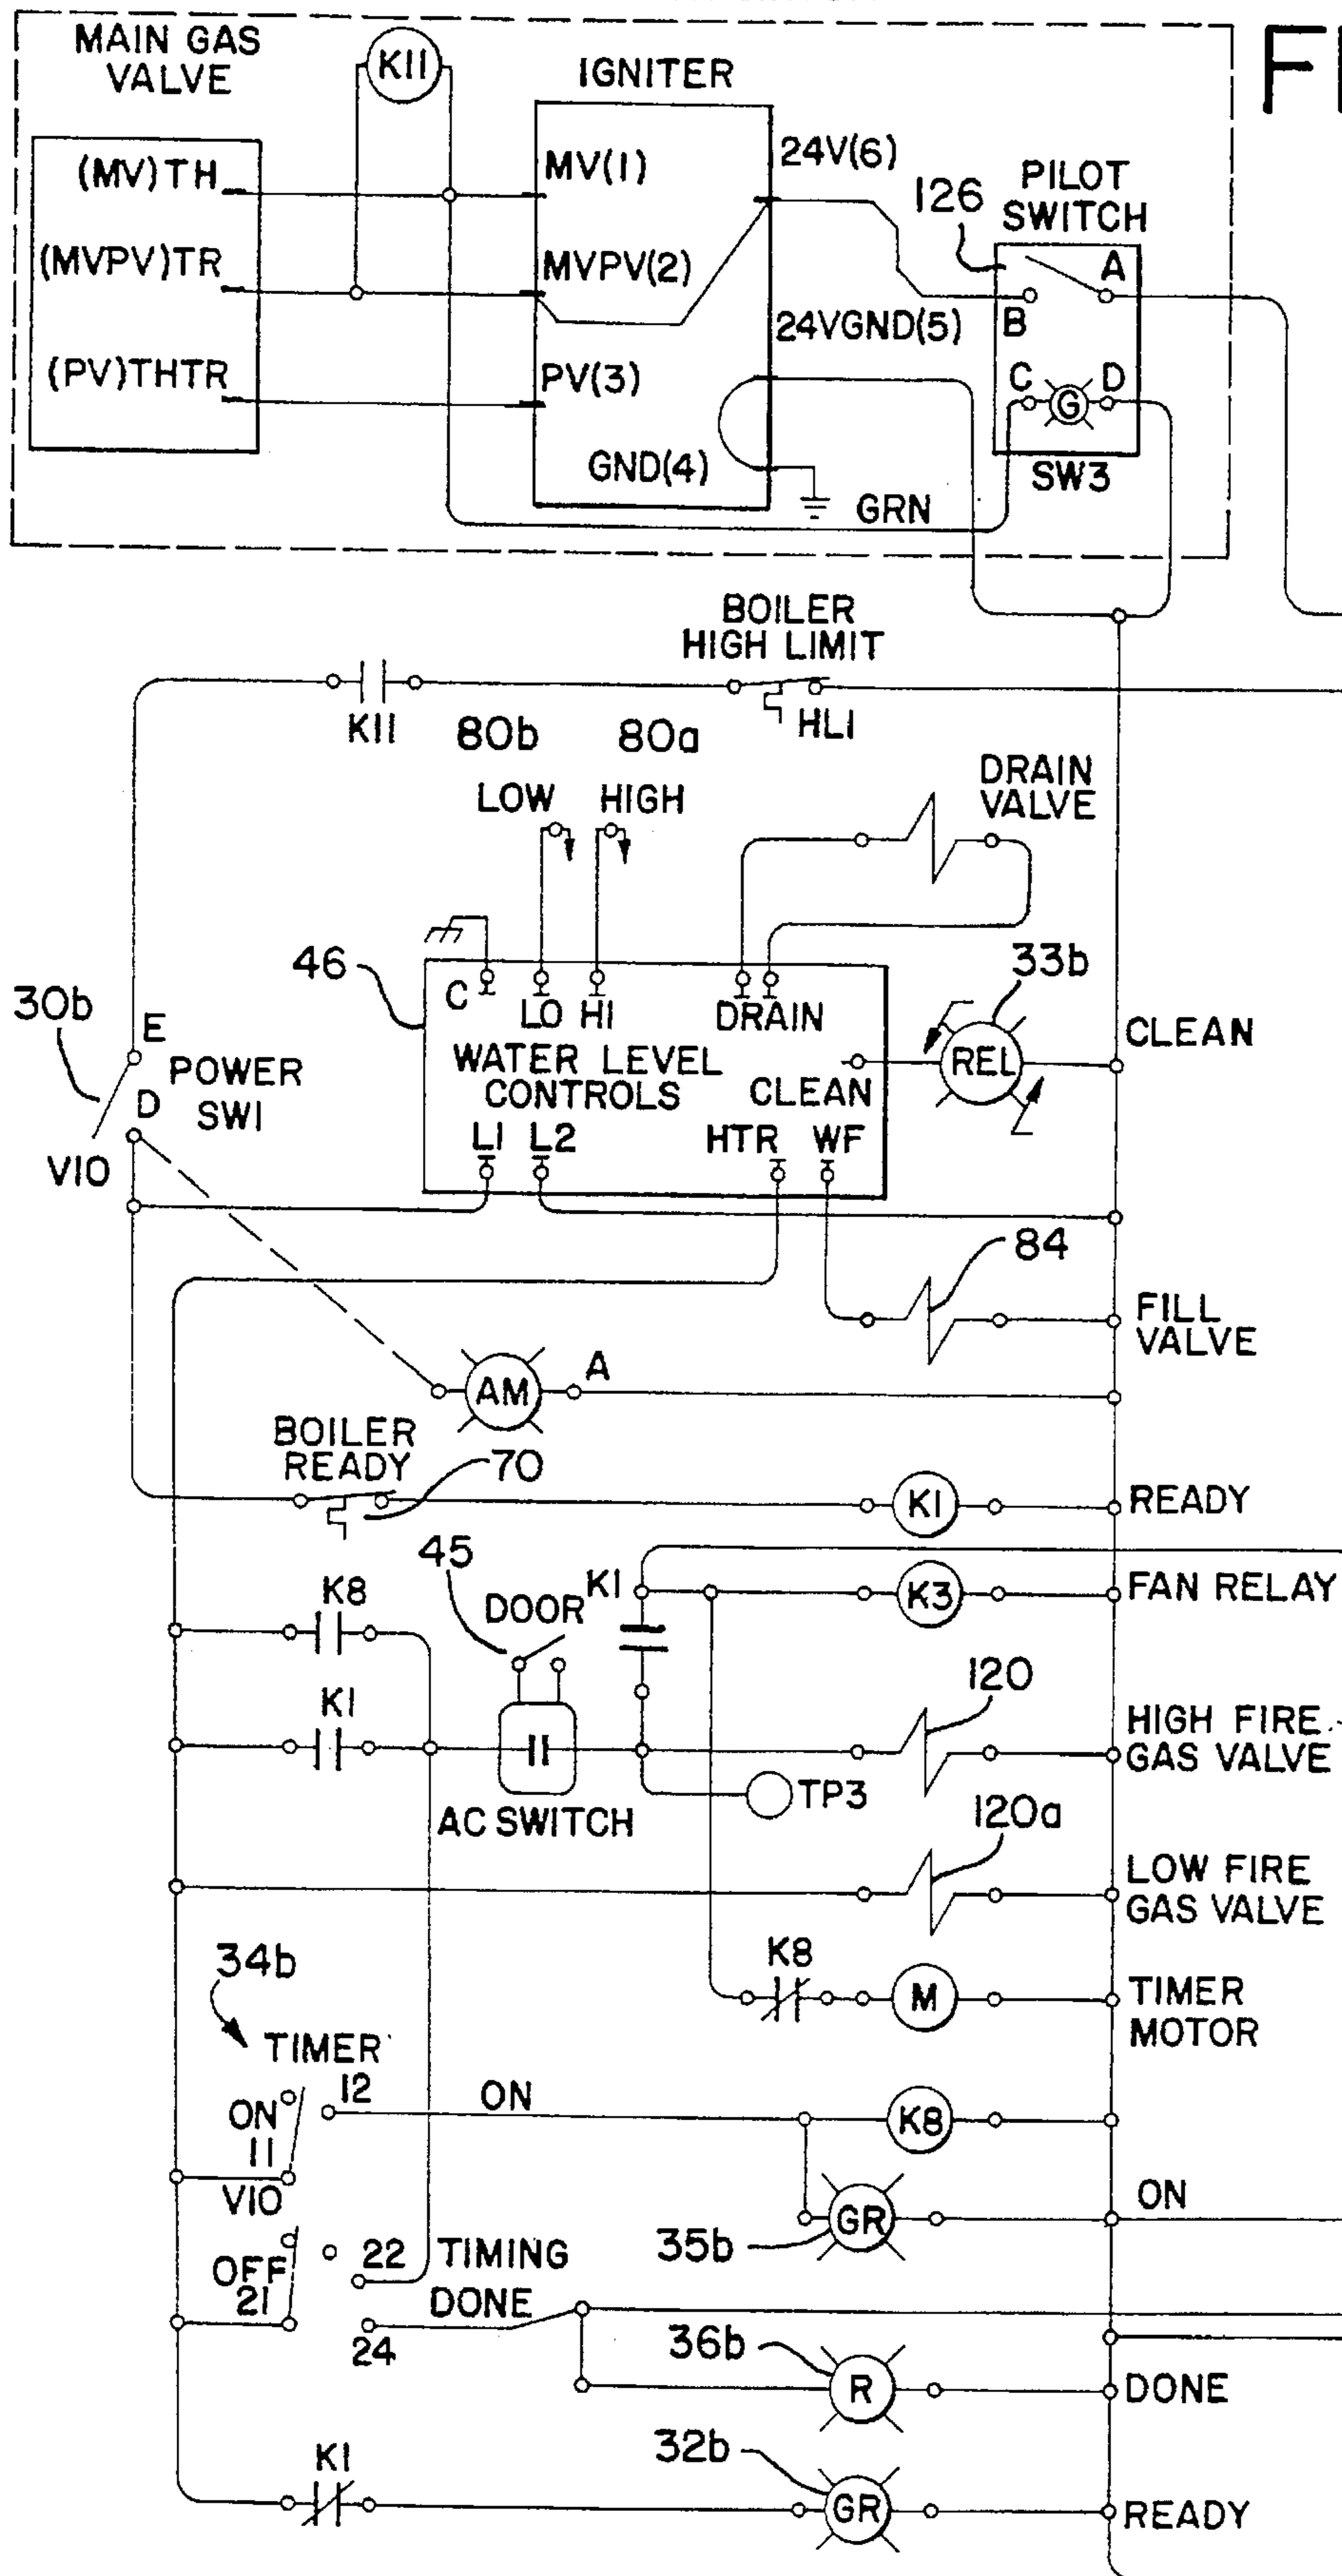 FI
MAIN GAS
VALVE
K11
IGNITER
(MV)TH
(MVPV)TR
(PV)THTR
MV(1)
MVPV(2)
PV(3)
GND(4)
24V(6)
24VGND(5)
126
PILOT
SWITCH
A
B
C
G
D
SW3
GRN
K11
BOILER
HIGH LIMIT
HL1
80b
80a
LOW
HIGH
DRAIN
VALVE
46
C
LO
HI
DRAIN
WATER LEVEL
CONTROLS
CLEAN
L1
L2
HTR
WF
33b
REL
CLEAN
30b
E
D
POWER
SW1
VIO
84
FILL
VALVE
AM
A
BOILER
READY
70
K1
READY
45
DOOR
K1
K3
FAN RELAY
K8
K1
11
AC SWITCH
TP3
120
HIGH FIRE
GAS VALVE
120a
LOW FIRE
GAS VALVE
K8
M
TIMER
MOTOR
34b
TIMER
12
ON
ON
11
VIO
K8
GR
35b
ON
OFF
21
22
TIMING
DONE
24
36b
R
DONE
32b
K1
GR
READY